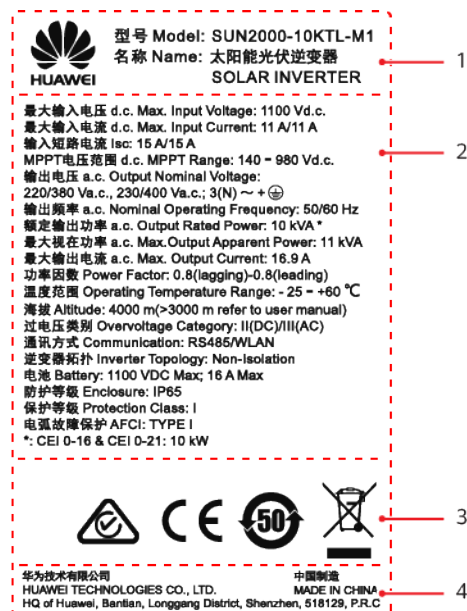 HUAWEI
型号 Model: SUN2000-10KTL-M1
名称 Name: 太阳能光伏逆变器
SOLAR INVERTER
1
最大输入电压 d.c. Max. Input Voltage: 1100 Vd.c.
最大输入电流 d.c. Max. Input Current: 11 A/11 A
输入短路电流 Isc: 15 A/15 A
MPPT电压范围 d.c. MPPT Range: 140 - 980 Vd.c.
2
输出电压 a.c. Output Nominal Voltage:
220/380 Va.c., 230/400 Va.c.; 3(N) ~ +
输出频率 a.c. Nominal Operating Frequency: 50/60 Hz
额定输出功率 a.c. Output Rated Power: 10 kVA *
最大视在功率 a.c. Max.Output Apparent Power: 11 kVA
最大输出电流 a.c. Max. Output Current: 16.9 A
功率因数 Power Factor: 0.8(lagging)-0.8(leading)
温度范围 Operating Temperature Range: - 25 - +60 ℃
海拔 Altitude: 4000 m(>3000 m refer to user manual)
过电压类别 Overvoltage Category: II(DC)/III(AC)
通讯方式 Communication: RS485/WLAN
逆变器拓扑 Inverter Topology: Non-Isolation
电池 Battery: 1100 VDC Max; 16 A Max
防护等级 Enclosure: IP65
保护等级 Protection Class: I
电弧故障保护 AFCI: TYPE I
*: CEI 0-16 & CEI 0-21: 10 kW
CE
50
3
华为技术有限公司 中国制造
HUAWEI TECHNOLOGIES CO., LTD. MADE IN CHINA
4
HQ of Huawei, Bantian, Longgang District, Shenzhen, 518129, P.R.C